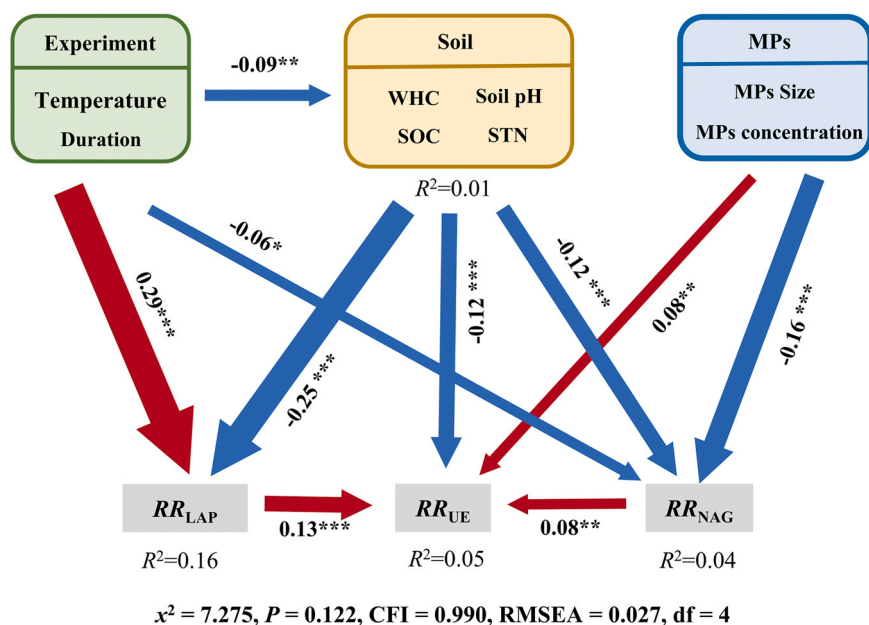 Experiment
Temperature
Duration
-0.09**
Soil
WHC Soil pH
SOC STN
R²=0.01
MPs
MPs Size
MPs concentration
0.29***
-0.06*
-0.25 ***
-0.12 ***
-0.12 ***
0.08**
-0.16 ***
RR_LAP
0.13***
RR_UE
0.08**
RR_NAG
R²=0.16
R²=0.05
R²=0.04
x² = 7.275, P = 0.122, CFI = 0.990, RMSEA = 0.027, df = 4